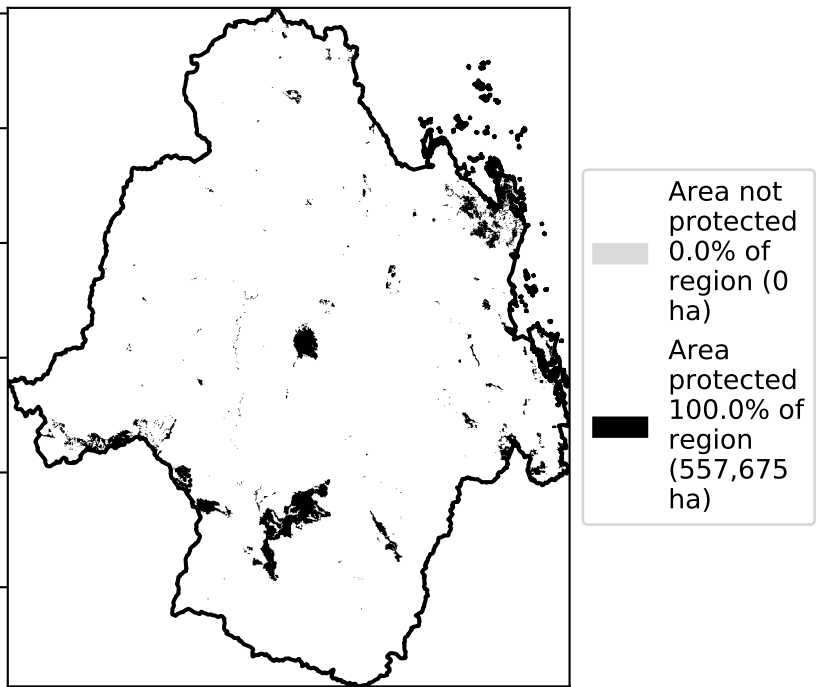 Area not
protected
0.0% of
region (0
ha)
Area
protected
100.0% of
region
(557,675
ha)